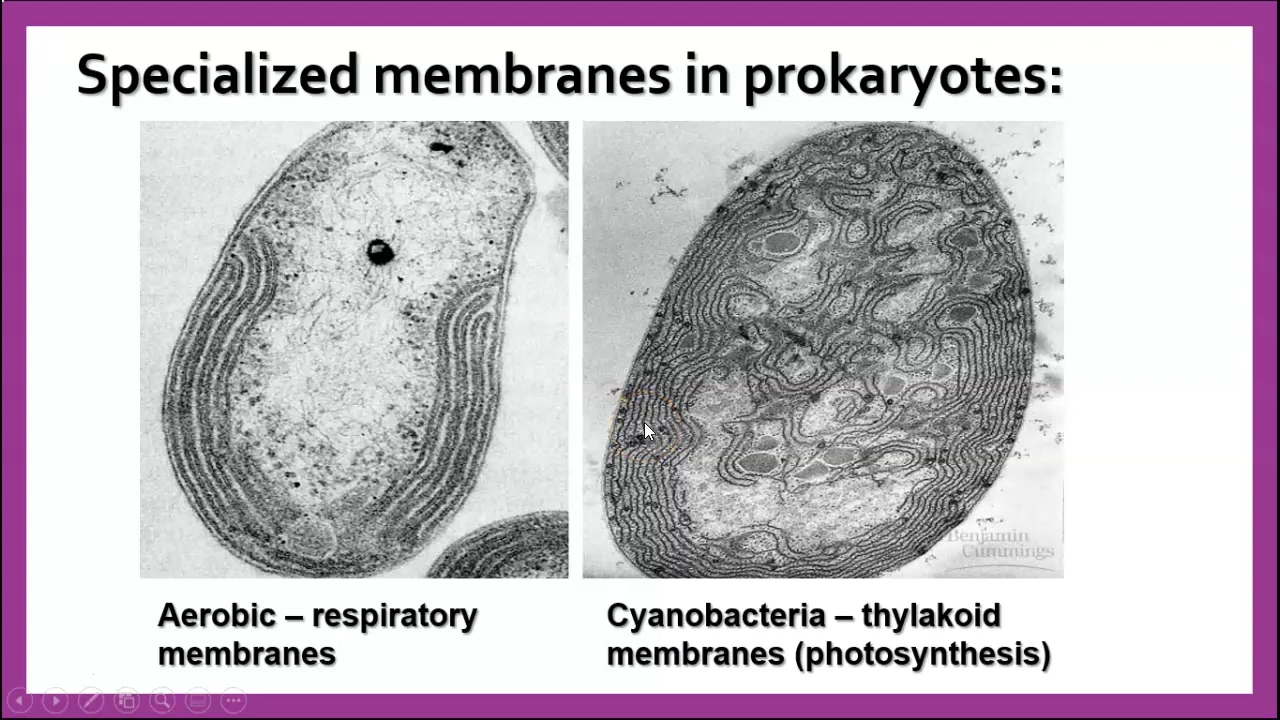 Specialized membranes in prokaryotes:
Benjamin
Cummings
Aerobic – respiratory
membranes
Cyanobacteria – thylakoid
membranes (photosynthesis)